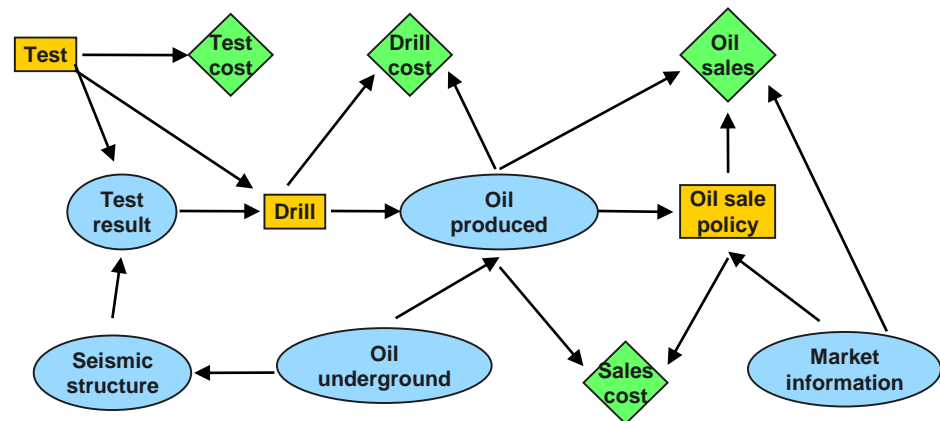 Test
Test
cost
Drill
cost
Oil
sales
Test
result
Drill
Oil
produced
Oil sale
policy
Seismic
structure
Oil
underground
Sales
cost
Market
information